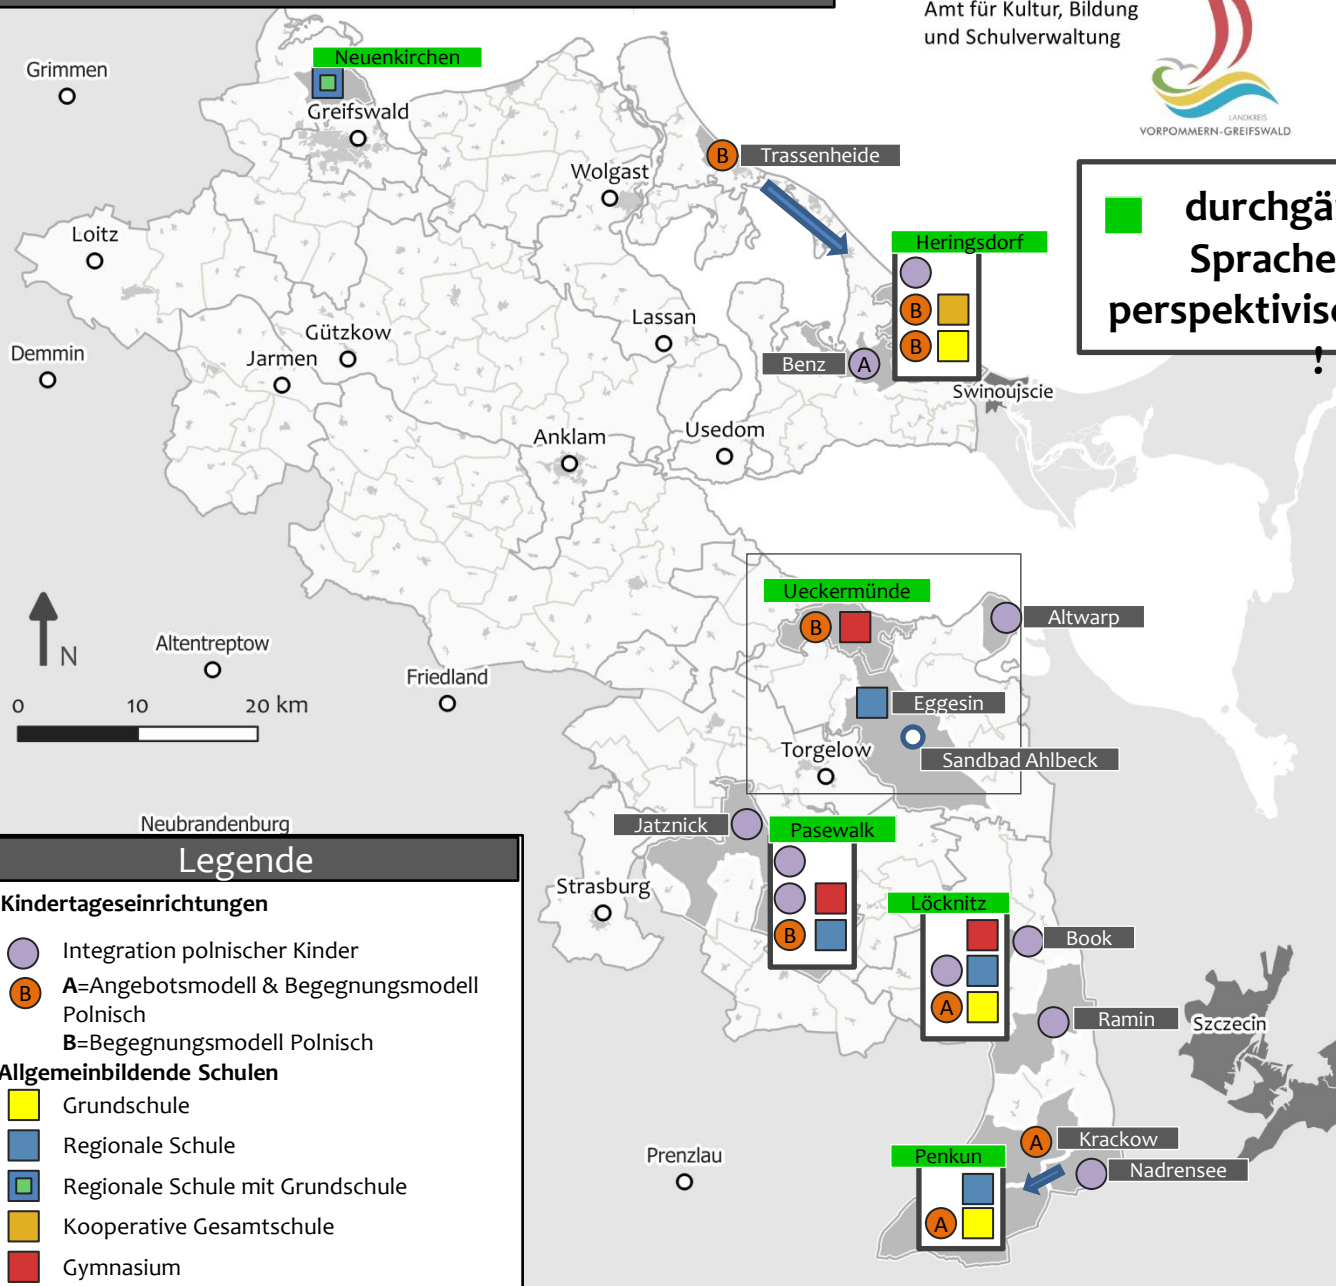 Amt für Kultur, Bildung
und Schulverwaltung
LANDKREIS
VORPOMMERN-GREIFSWALD
Neuenkirchen
Grimmen
Greifswald
B
Trassenheide
Wolgast
Loitz
Heringsdorf
B
B
Lassan
Gützkow
Jarmen
Demmin
Benz
A
Swinoujscie
Anklam
Usedom
Ueckermünde
B
Altwarp
N
Altentreptow
Friedland
0 10 20 km
Eggesin
Torgelow
Sandbad Ahlbeck
Neubrandenburg
Jatznick
Pasewalk
B
Strasburg
Löcknitz
A
Book
Ramin
Szczecin
Prenzlau
Penkun
A
A
Krackow
Nadrensee
Sprache
!
Legende
Kindertageseinrichtungen
Integration polnischer Kinder
B
A=Angebotsmodell & Begegnungsmodell
Polnisch
B=Begegnungsmodell Polnisch
Allgemeinbildende Schulen
Grundschule
Regionale Schule
Regionale Schule mit Grundschule
Kooperative Gesamtschule
Gymnasium